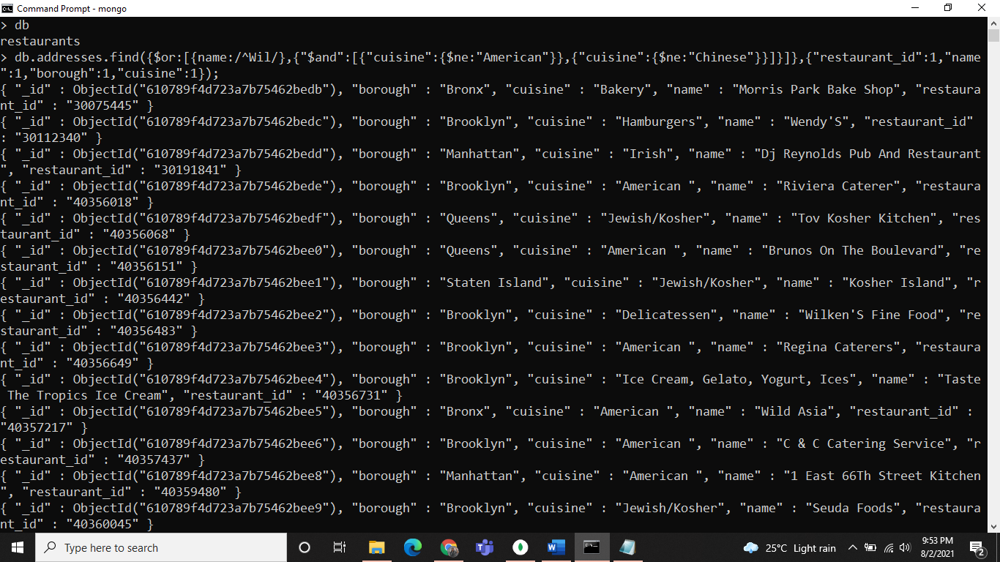 Command Prompt - mongo
> db
restaurants
> db.addresses.find({$or:[{name:/^Wil/},{"$and":[{"cuisine":{$ne:"American"}},{"cuisine":{$ne:"Chinese"}}]}]},{"restaurant_id":1,"name
":1,"borough":1,"cuisine":1});
{ "_id" : ObjectId("610789f4d723a7b75462bedb"), "borough" : "Bronx", "cuisine" : "Bakery", "name" : "Morris Park Bake Shop", "restaura
nt_id" : "30075445" }
{ "_id" : ObjectId("610789f4d723a7b75462bedc"), "borough" : "Brooklyn", "cuisine" : "Hamburgers", "name" : "Wendy'S", "restaurant_id"
: "30112340" }
{ "_id" : ObjectId("610789f4d723a7b75462bedd"), "borough" : "Manhattan", "cuisine" : "Irish", "name" : "Dj Reynolds Pub And Restaurant
", "restaurant_id" : "30191841" }
{ "_id" : ObjectId("610789f4d723a7b75462bede"), "borough" : "Brooklyn", "cuisine" : "American ", "name" : "Riviera Caterer", "restaura
nt_id" : "40356018" }
{ "_id" : ObjectId("610789f4d723a7b75462bedf"), "borough" : "Queens", "cuisine" : "Jewish/Kosher", "name" : "Tov Kosher Kitchen", "res
taurant_id" : "40356068" }
{ "_id" : ObjectId("610789f4d723a7b75462bee0"), "borough" : "Queens", "cuisine" : "American ", "name" : "Brunos On The Boulevard", "re
staurant_id" : "40356151" }
{ "_id" : ObjectId("610789f4d723a7b75462bee1"), "borough" : "Staten Island", "cuisine" : "Jewish/Kosher", "name" : "Kosher Island", "r
estaurant_id" : "40356442" }
{ "_id" : ObjectId("610789f4d723a7b75462bee2"), "borough" : "Brooklyn", "cuisine" : "Delicatessen", "name" : "Wilken'S Fine Food", "re
staurant_id" : "40356483" }
{ "_id" : ObjectId("610789f4d723a7b75462bee3"), "borough" : "Brooklyn", "cuisine" : "American ", "name" : "Regina Caterers", "restaura
nt_id" : "40356649" }
{ "_id" : ObjectId("610789f4d723a7b75462bee4"), "borough" : "Brooklyn", "cuisine" : "Ice Cream, Gelato, Yogurt, Ices", "name" : "Taste
 The Tropics Ice Cream", "restaurant_id" : "40356731" }
{ "_id" : ObjectId("610789f4d723a7b75462bee5"), "borough" : "Bronx", "cuisine" : "American ", "name" : "Wild Asia", "restaurant_id" :
"40357217" }
{ "_id" : ObjectId("610789f4d723a7b75462bee6"), "borough" : "Brooklyn", "cuisine" : "American ", "name" : "C & C Catering Service", "r
estaurant_id" : "40357437" }
{ "_id" : ObjectId("610789f4d723a7b75462bee8"), "borough" : "Manhattan", "cuisine" : "American ", "name" : "1 East 66Th Street Kitchen
", "restaurant_id" : "40359480" }
{ "_id" : ObjectId("610789f4d723a7b75462bee9"), "borough" : "Brooklyn", "cuisine" : "Jewish/Kosher", "name" : "Seuda Foods", "restaura
nt_id" : "40360045" }
Type here to search
25°C Light rain
9:53 PM
8/2/2021
2